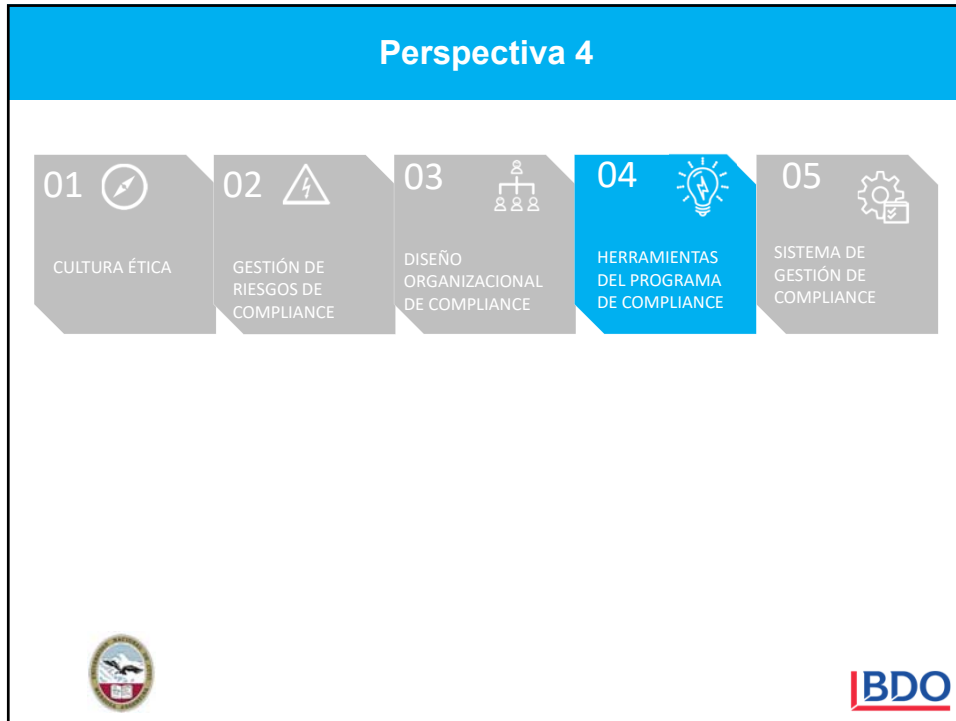 Perspectiva 4
01
CULTURA ÉTICA
02
GESTIÓN DE
RIESGOS DE
COMPLIANCE
03
DISEÑO
ORGANIZACIONAL
DE COMPLIANCE
04
HERRAMIENTAS
DEL PROGRAMA
DE COMPLIANCE
05
SISTEMA DE
GESTIÓN DE
COMPLIANCE
BDO